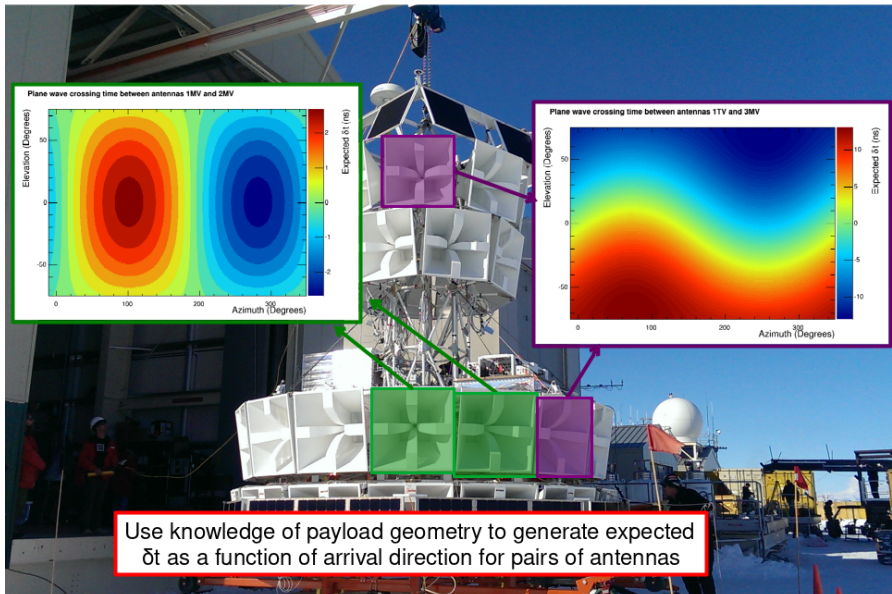 Plane wave crossing time between antennas 1MV and 2MV
Elevation (Degrees)
50
0
-50
0
100
200
300
Azimuth (Degrees)
2
1
0
-1
-2
Expected δt (ns)
Plane wave crossing time between antennas 1TV and 3MV
Elevation (Degrees)
50
0
-50
0
100
200
300
Azimuth (Degrees)
10
5
0
-5
-10
Expected δt (ns)
Use knowledge of payload geometry to generate expected
δt as a function of arrival direction for pairs of antennas